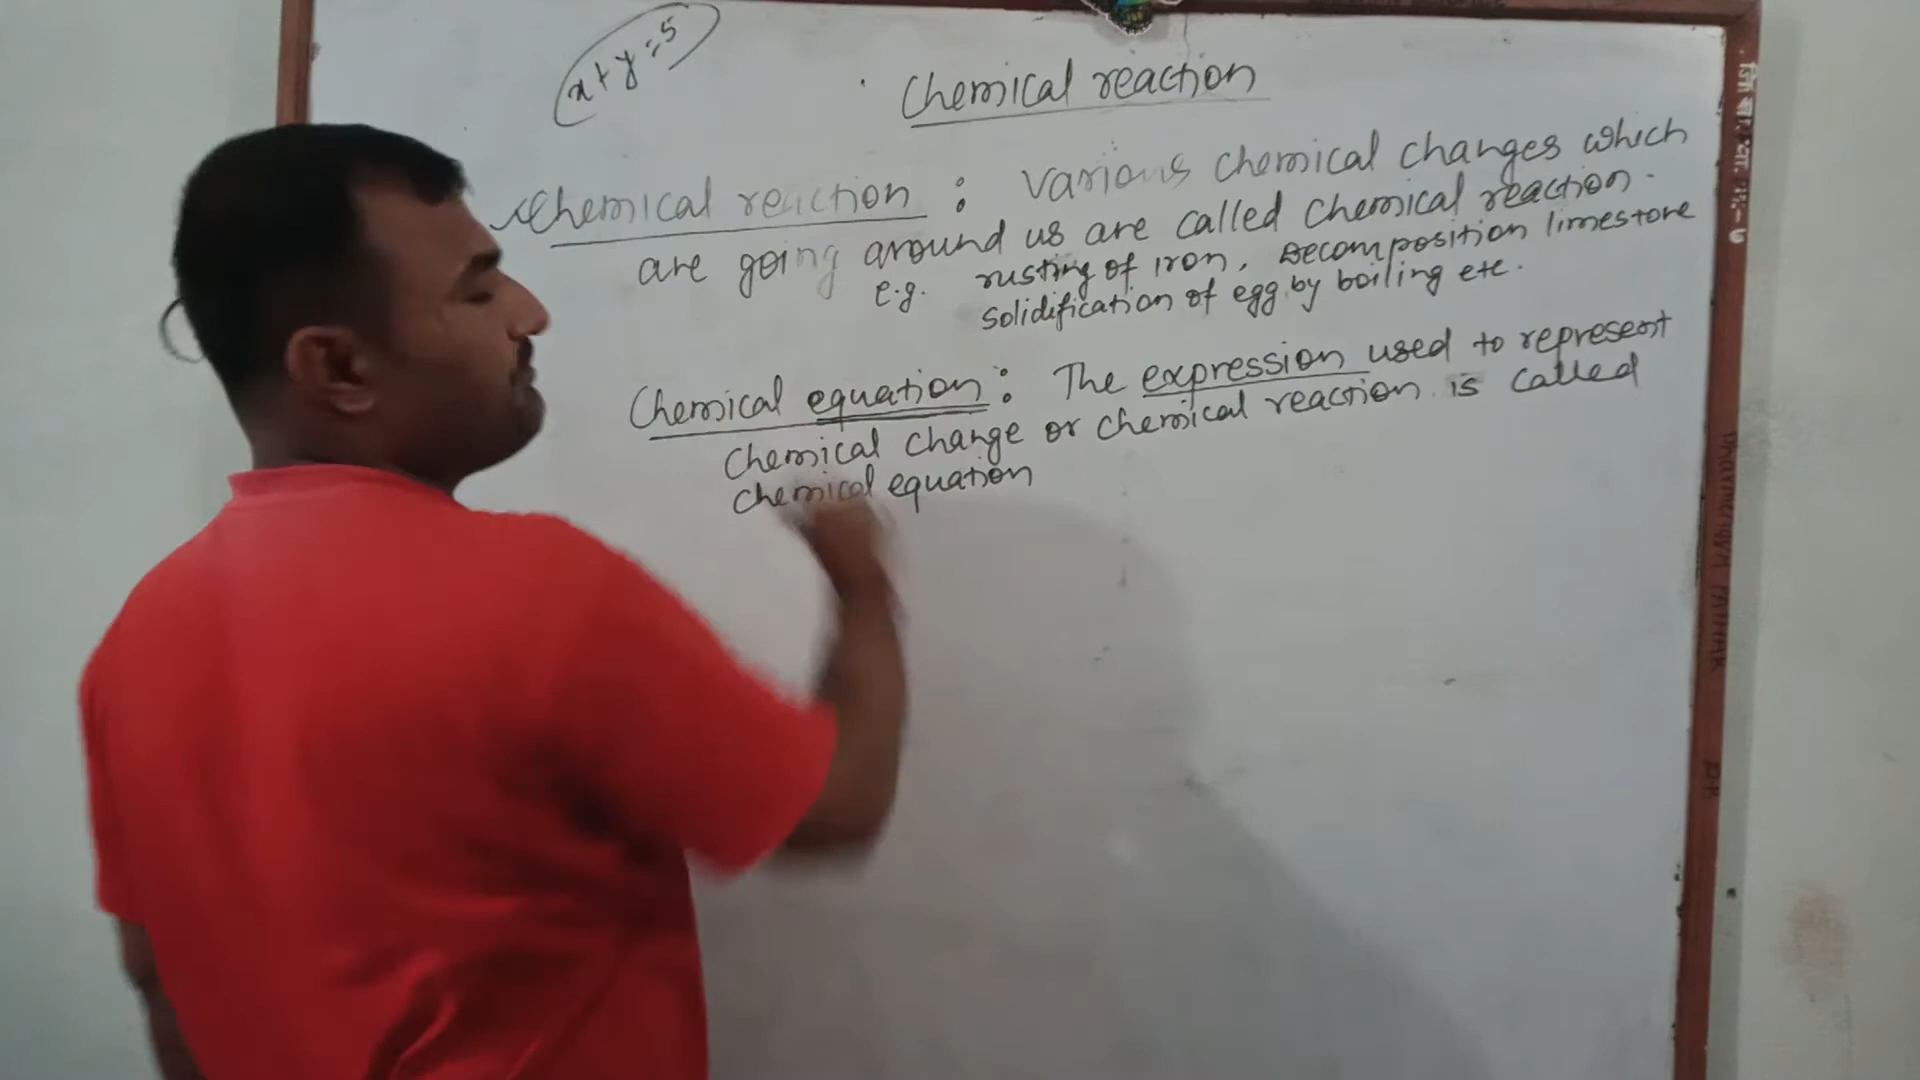 x + y = 5
Chemical reaction
Chemical reaction : Various chemical changes which
are going around us are called chemical reaction.
e.g. rusting of iron, Decomposition limestone
solidification of egg by boiling etc.
Chemical equation : The expression used to represent
chemical change or chemical reaction is called
chemical equation
PATHAK